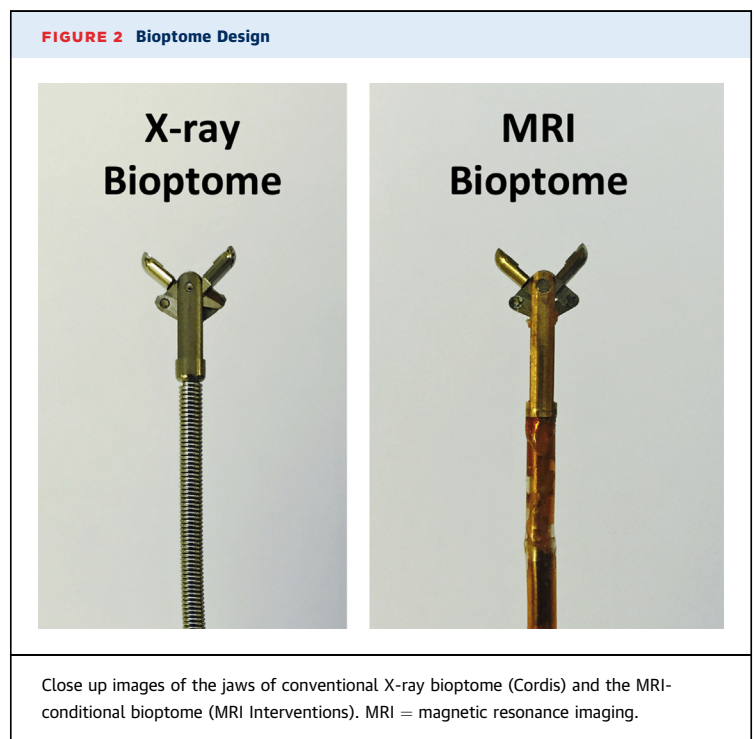 FIGURE 2 Bioptome Design
X-ray
Bioptome
MRI
Bioptome
Close up images of the jaws of conventional X-ray bioptome (Cordis) and the MRI-
conditional bioptome (MRI Interventions). MRI = magnetic resonance imaging.